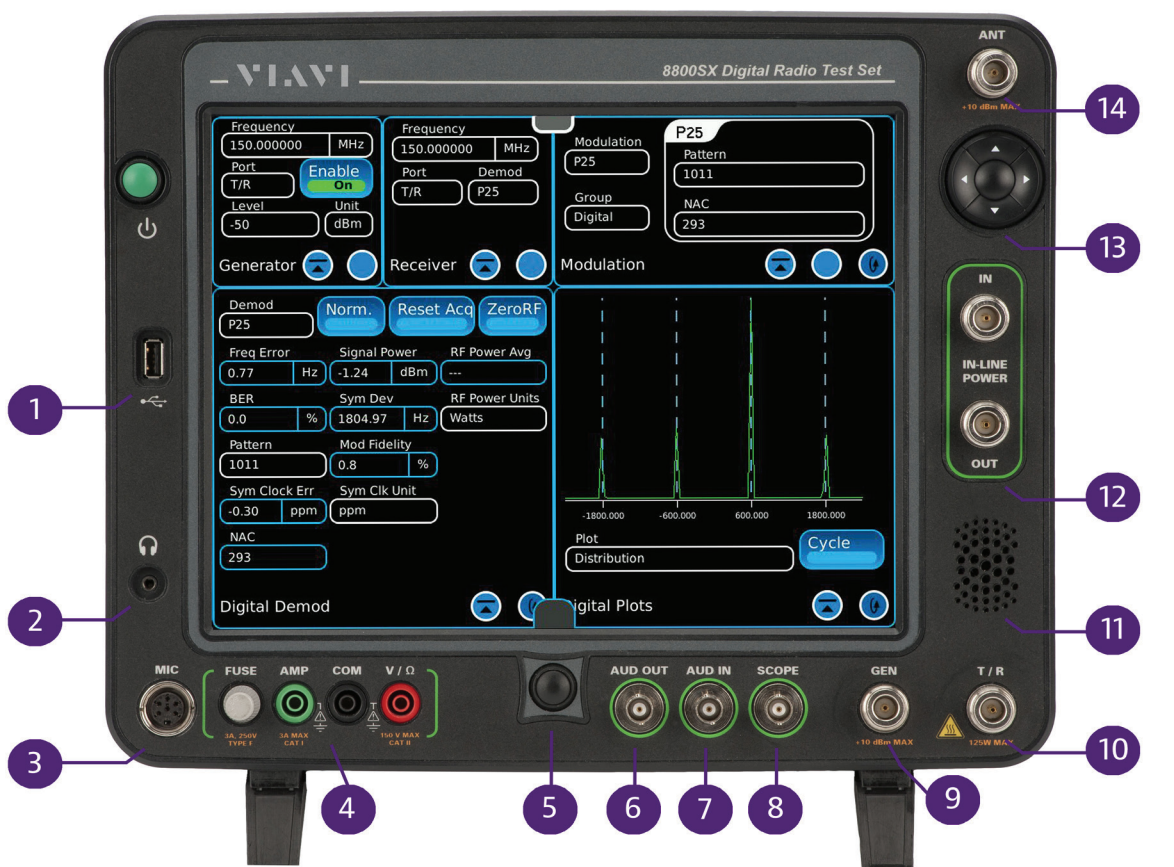 VIAVI
8800SX Digital Radio Test Set
ANT
+10 dBm MAX
14
Frequency
150.000000 MHz
Port
T/R
Enable
On
Level
-50
Unit
dBm
Generator
Frequency
150.000000 MHz
Port
T/R
Demod
P25
Receiver
Modulation
P25
Group
Digital
P25
Pattern
1011
NAC
293
Modulation
13
Demod
P25
Norm.
Reset Acq
ZeroRF
Freq Error
0.77 Hz
Signal Power
-1.24 dBm
RF Power Avg
---
BER
0.0 %
Sym Dev
1804.97 Hz
RF Power Units
Watts
Pattern
1011
Mod Fidelity
0.8 %
Sym Clock Err
-0.30 ppm
Sym Clk Unit
ppm
NAC
293
Digital Demod
-1800.000 -600.000 600.000 1800.000
Plot
Distribution
Cycle
igital Plots
IN
IN-LINE
POWER
OUT
12
11
1
2
MIC
3
FUSE
3A, 250V
TYPE F
AMP
3A MAX
CAT I
COM
V / Ω
150 V MAX
CAT II
4
5
AUD OUT
6
AUD IN
7
SCOPE
8
GEN
+10 dBm MAX
9
T / R
125W MAX
10